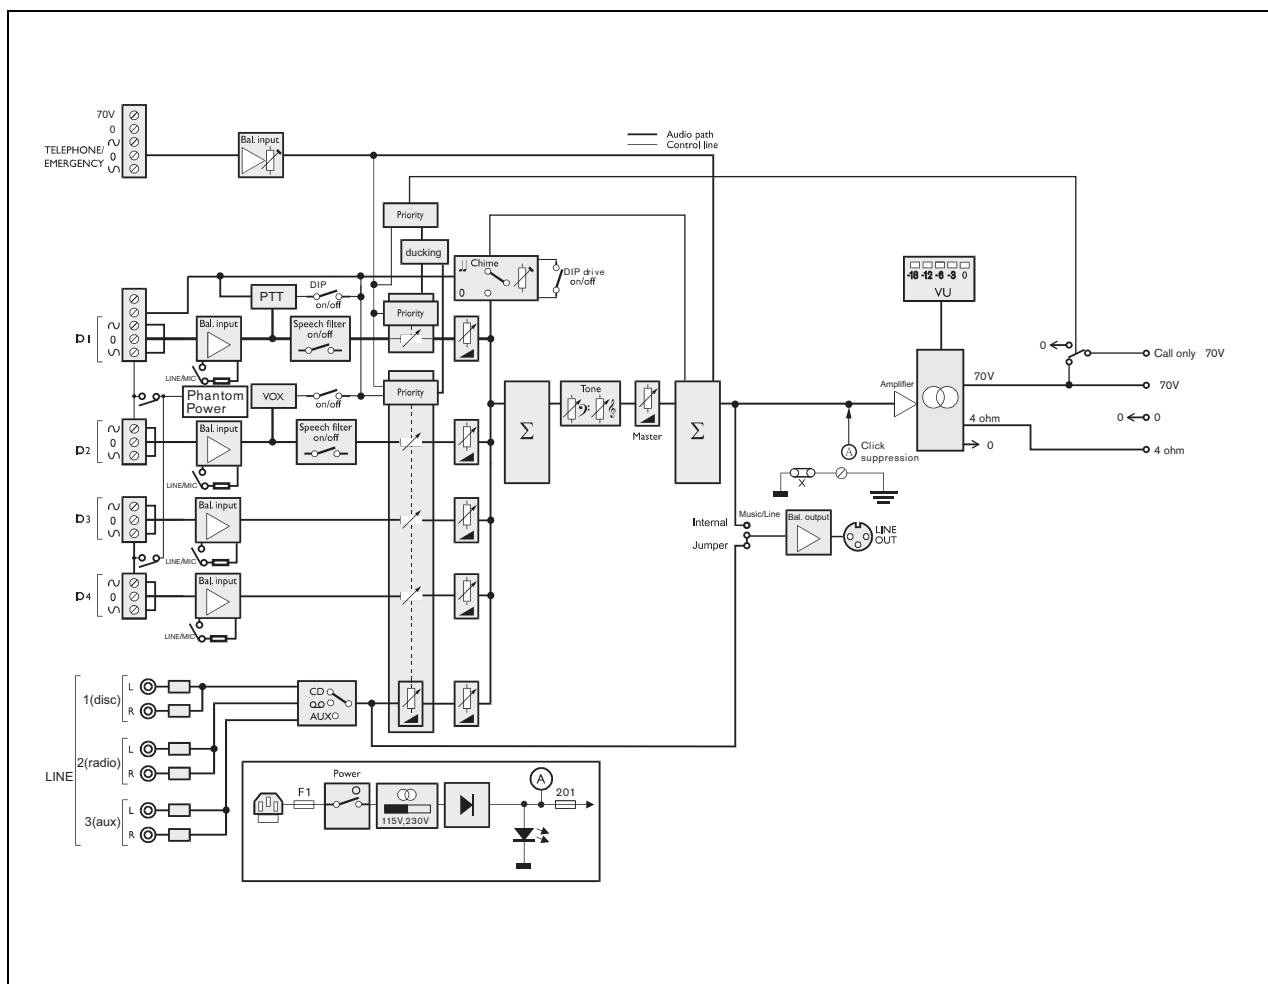 70V
0
TELEPHONE/
EMERGENCY
0
Bal. input
Audio path
Control line
Priority
ducking
Chime
0
DIP drive
on/off
-18 -12 -6 -3 0
VU
PTT
DIP
on/off
Priority
Bal. input
Speech filter
on/off
0
LINE/MIC
Phantom
Power
VOX
on/off
Priority
Bal. input
Speech filter
on/off
0
LINE/MIC
Σ
Tone
Master
Σ
Amplifier
70V
4 ohm
0
0
Call only 70V
70V
0 0
4 ohm
A
Click
suppression
X
Bal. input
0
LINE/MIC
Internal
Music/Line
Jumper
Bal. output
LINE
OUT
Bal. input
0
LINE/MIC
LINE
1(disc)
L
R
CD
AUX
2(radio)
L
R
3(aux)
L
R
F1
Power
115V,230V
A
201